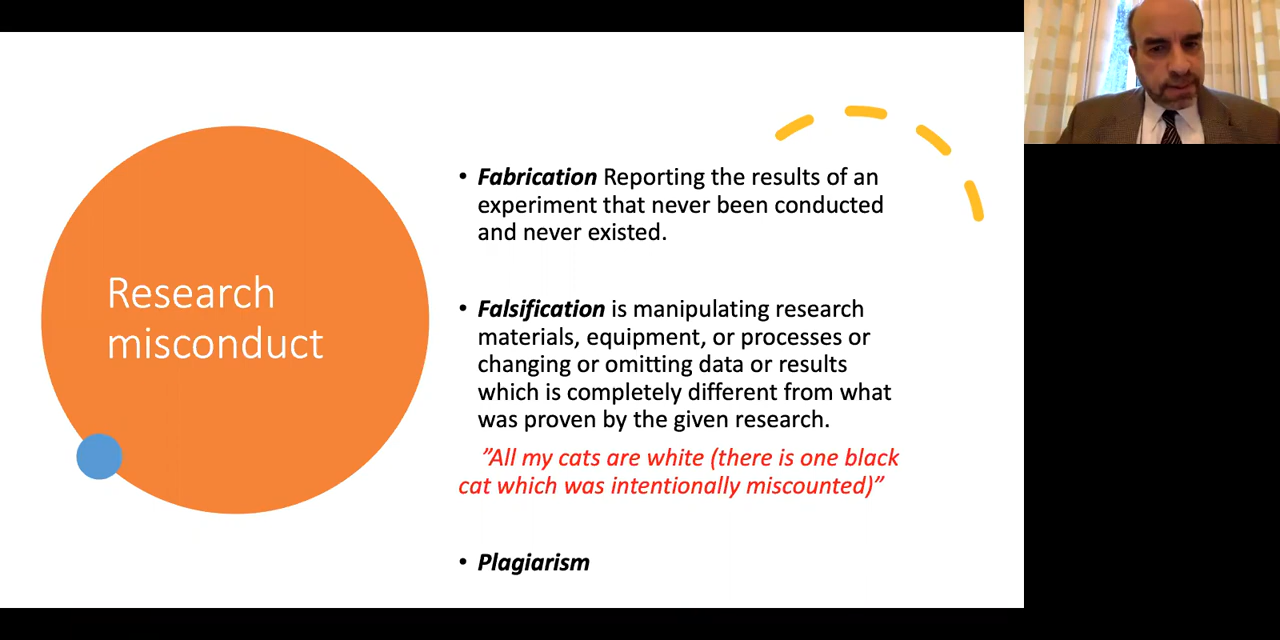 Research
misconduct
• Fabrication Reporting the results of an
experiment that never been conducted
and never existed.
• Falsification is manipulating research
materials, equipment, or processes or
changing or omitting data or results
which is completely different from what
was proven by the given research.
”All my cats are white (there is one black
cat which was intentionally miscounted)”
• Plagiarism